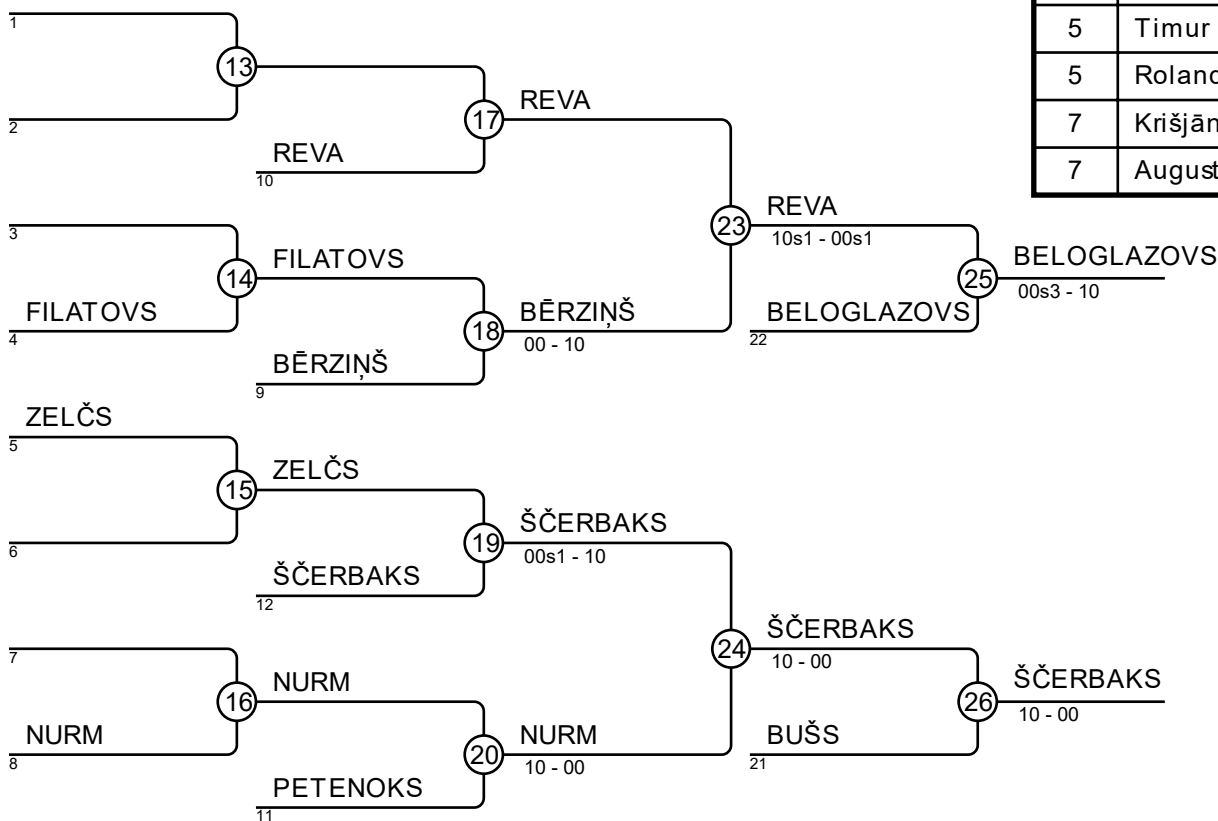 1
13
2
REVA
10
17
REVA
3
14
FILATOVS
FILATOVS
4
BĒRZIŅŠ
9
18
BĒRZIŅŠ
00 - 10
23
REVA
10s1 - 00s1
BELOGLAZOVS
22
25
BELOGLAZOVS
00s3 - 10
ZELČS
5
15
ZELČS
6
ŠČERBAKS
12
19
ŠČERBAKS
00s1 - 10
7
16
NURM
NURM
8
PETENOKS
11
20
NURM
10 - 00
24
ŠČERBAKS
10 - 00
BUŠS
21
26
ŠČERBAKS
10 - 00
5 Timur
5
7
7